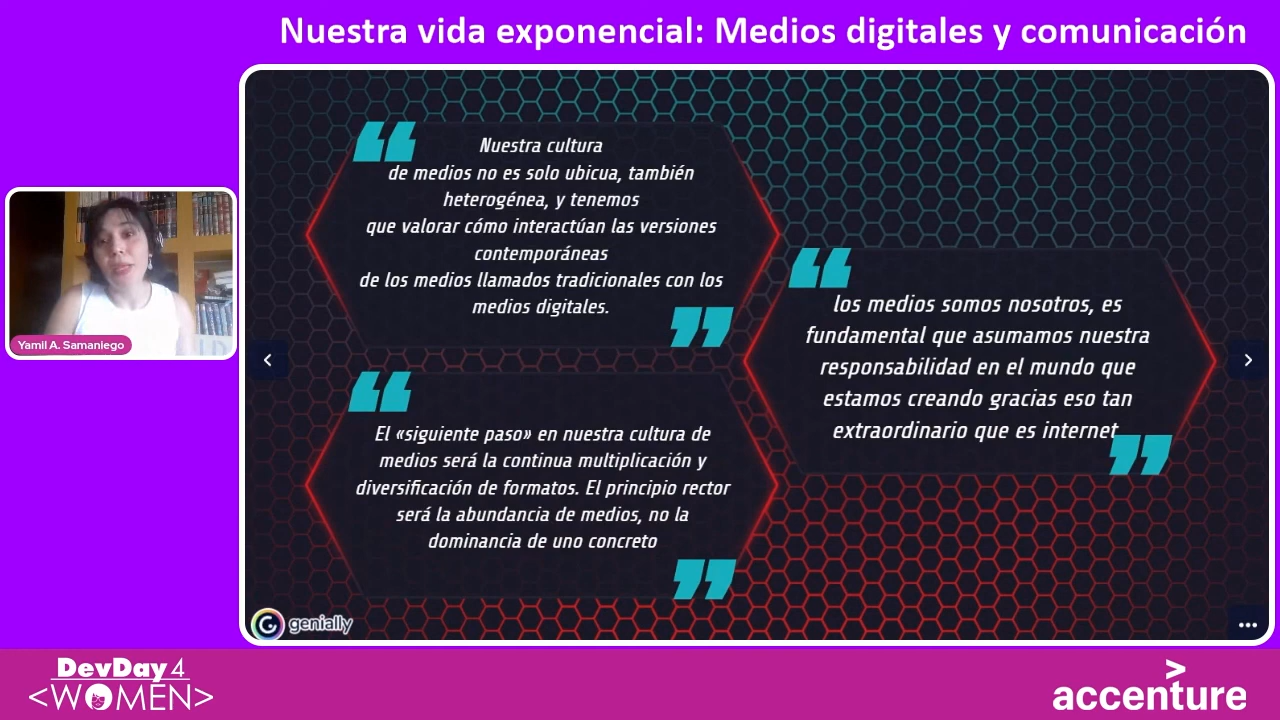 Nuestra vida exponencial: Medios digitales y comunicación
Nuestra cultura
de medios no es solo ubicua, también
heterogénea, y tenemos
que valorar cómo interactúan las versiones
contemporáneas
de los medios llamados tradicionales con los
medios digitales.
El «siguiente paso» en nuestra cultura de
medios será la continua multiplicación y
diversificación de formatos. El principio rector
será la abundancia de medios, no la
dominancia de uno concreto
los medios somos nosotros, es
fundamental que asumamos nuestra
responsabilidad en el mundo que
estamos creando gracias eso tan
extraordinario que es internet
Yamil A. Samaniego
genially
DevDay4
<WOMEN>
accenture